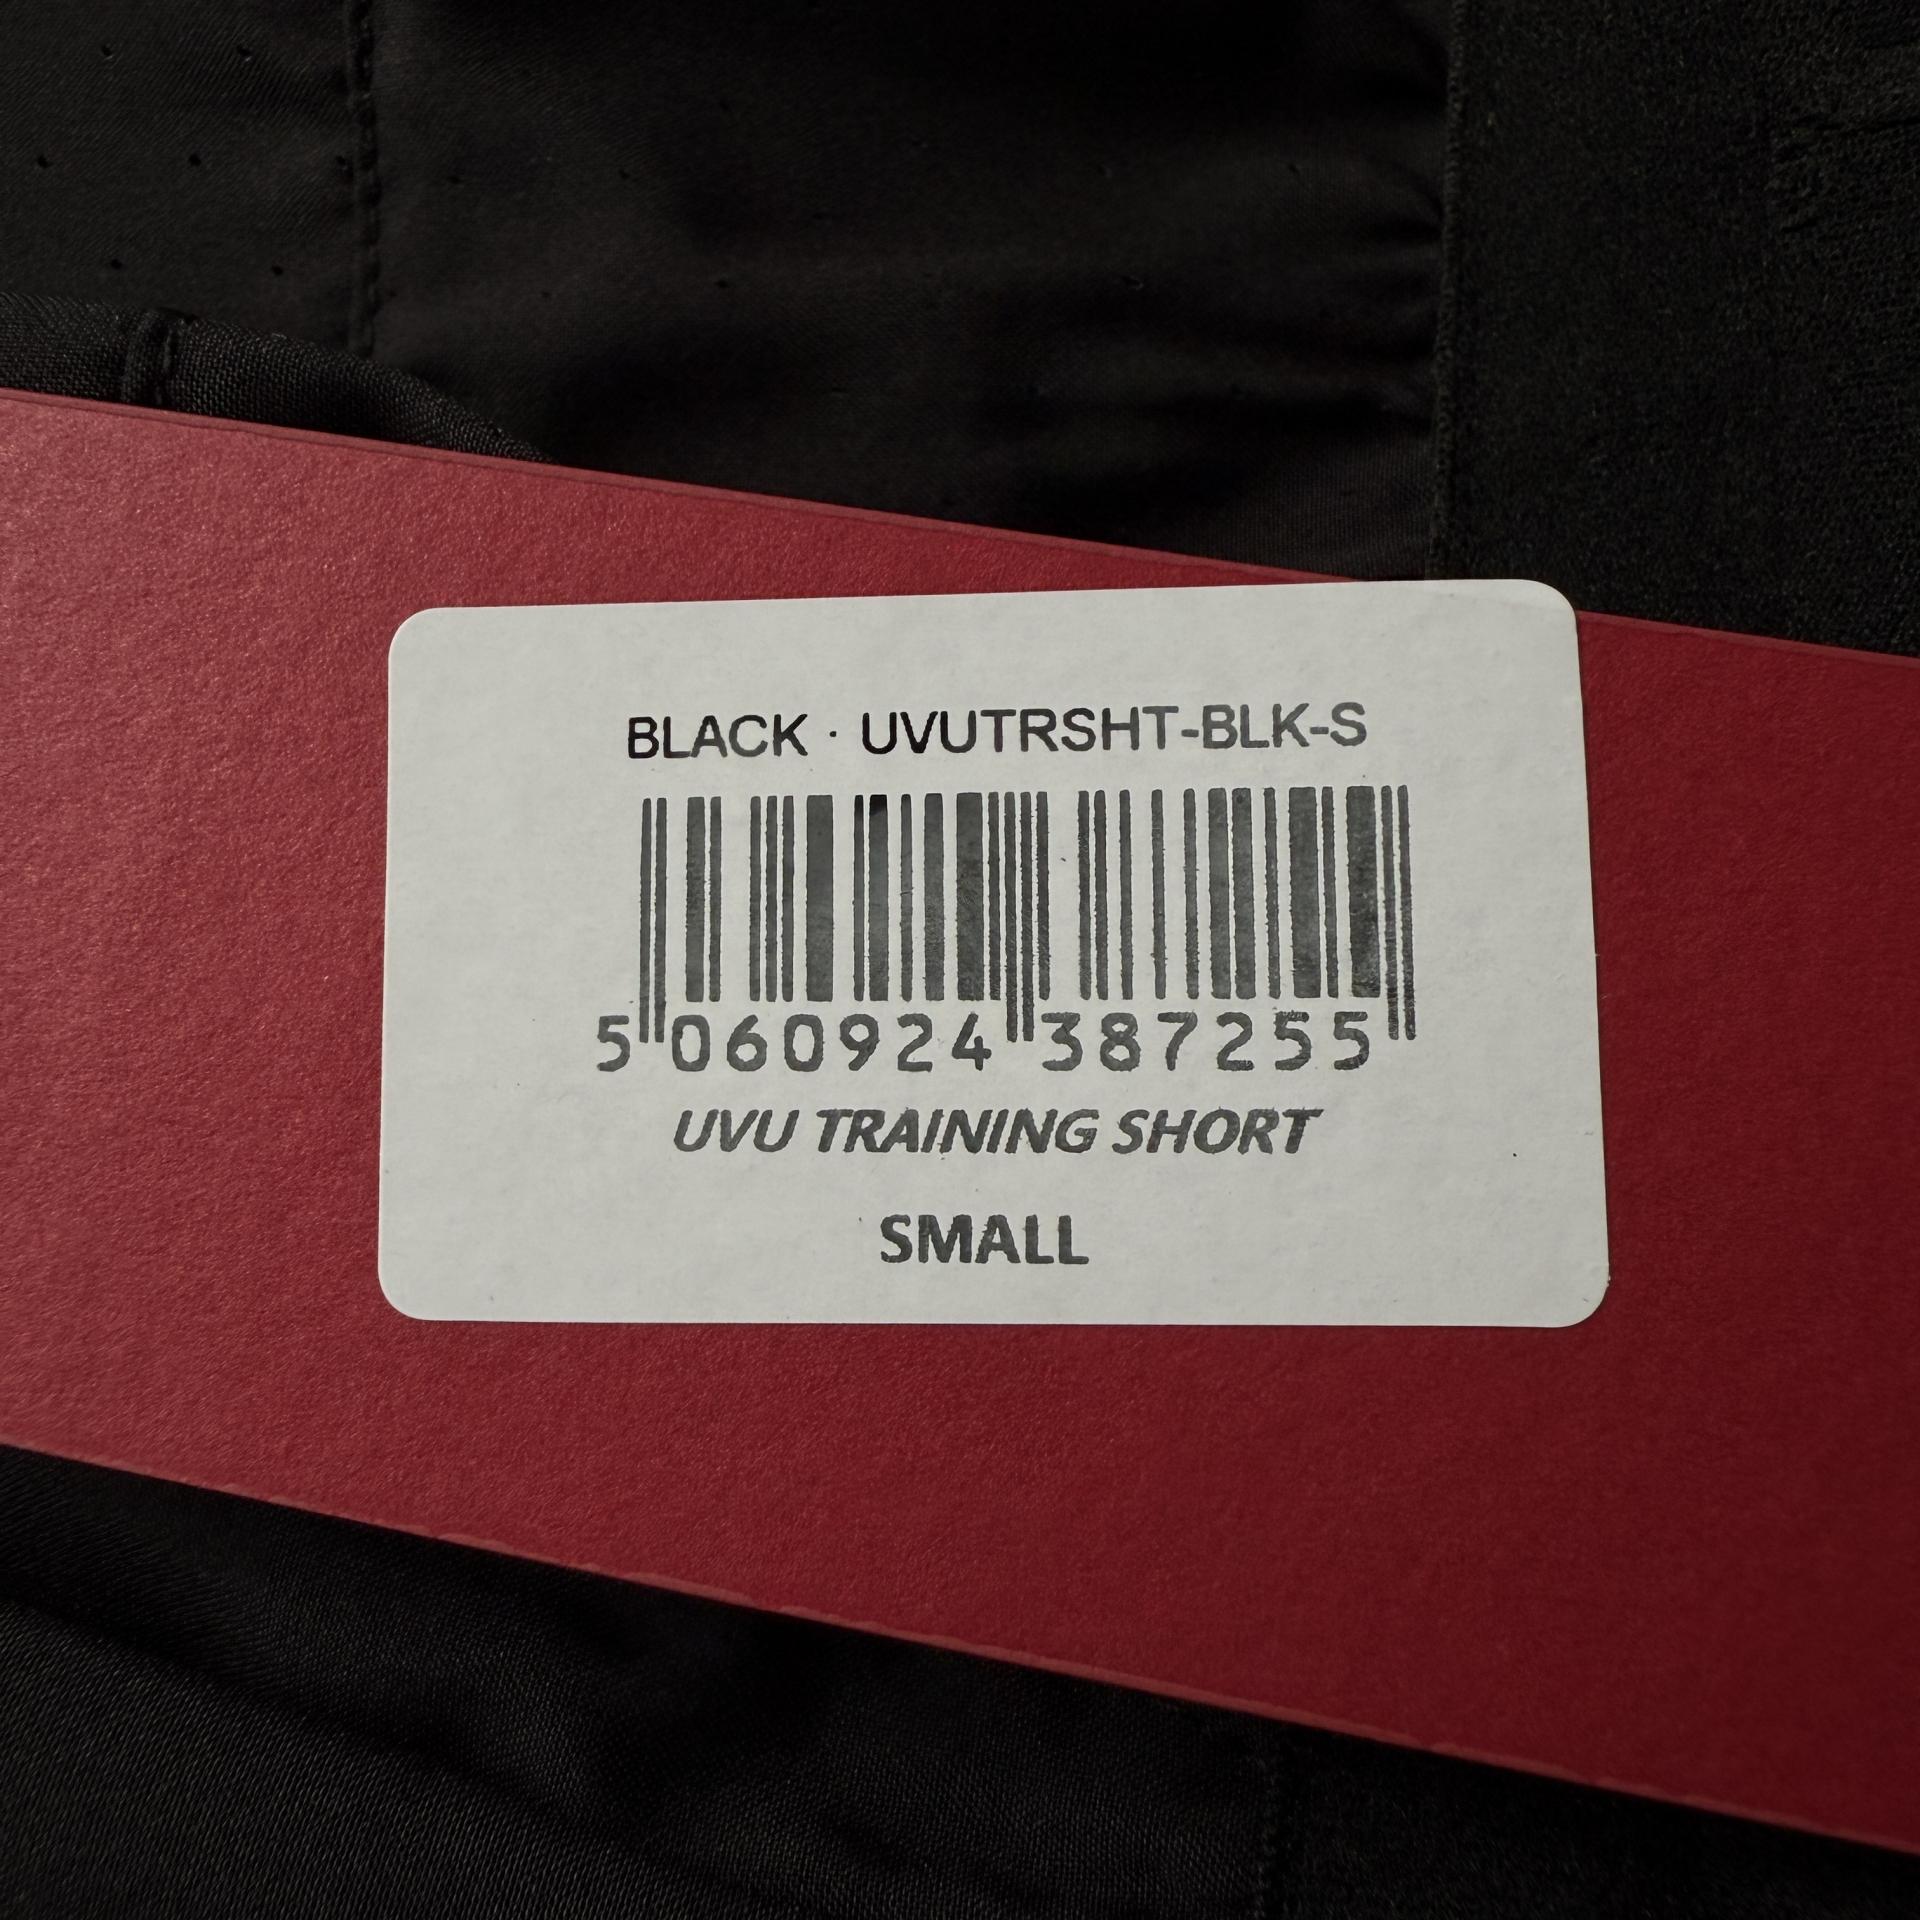 BLACK · UVUTRSHT-BLK-S
5 060924 387255
UVU TRAINING SHORT
SMALL